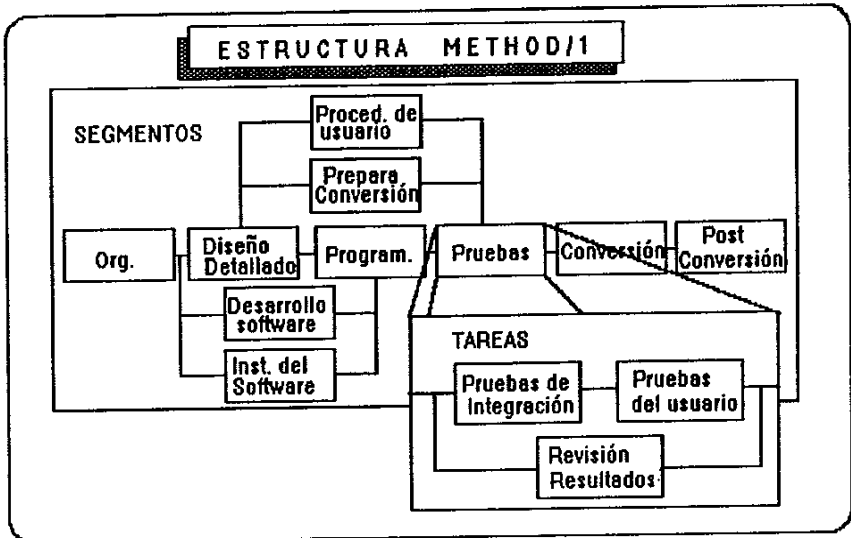 ESTRUCTURA METHOD/1
SEGMENTOS
Proced. de
usuario
Prepara
Conversión
Org.
Diseño
Detallado
Program.
Pruebas
Conversión
Post
Conversión
Desarrollo
software
Inst. del
Software
TAREAS
Pruebas de
Integración
Pruebas
del usuario
Revisión
Resultados